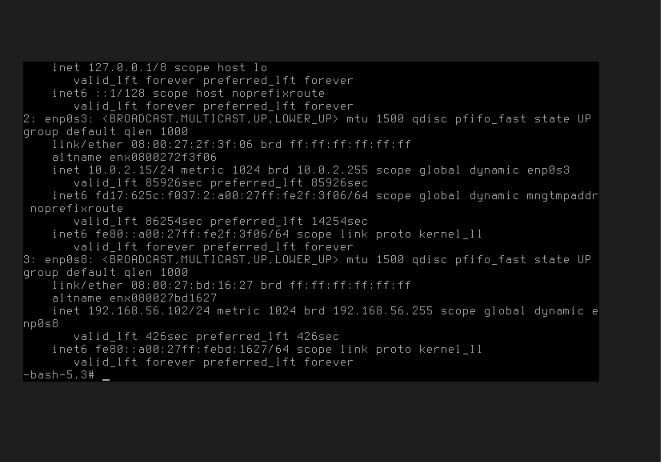 inet 127.0.0.1/8 scope host lo
valid_lft forever preferred_lft forever
inet6 ::1/128 scope host noprefixroute
valid_lft forever preferred_lft forever
2: enp0s3: <BROADCAST,MULTICAST,UP,LOWER_UP> mtu 1500 qdisc pfifo_fast state UP
group default qlen 1000
link/ether 08:00:27:2f:3f:06 brd ff:ff:ff:ff:ff:ff
altname enx0800272f3f06
inet 10.0.2.15/24 metric 1024 brd 10.0.2.255 scope global dynamic enp0s3
valid_lft 85926sec preferred_lft 85926sec
inet6 fd17:625c:f037:2:a00:27ff:fe2f:3f06/64 scope global dynamic mngtmpaddr
noprefixroute
valid_lft 86254sec preferred_lft 14254sec
inet6 fe80::a00:27ff:fe2f:3f06/64 scope link proto kernel_ll
valid_lft forever preferred_lft forever
3: enp0s8: <BROADCAST,MULTICAST,UP,LOWER_UP> mtu 1500 qdisc pfifo_fast state UP
group default qlen 1000
link/ether 08:00:27:bd:16:27 brd ff:ff:ff:ff:ff:ff
altname enx080027bd1627
inet 192.168.56.102/24 metric 1024 brd 192.168.56.255 scope global dynamic e
np0s8
valid_lft 426sec preferred_lft 426sec
inet6 fe80::a00:27ff:febd:1627/64 scope link proto kernel_ll
valid_lft forever preferred_lft forever
-bash-5.3# _